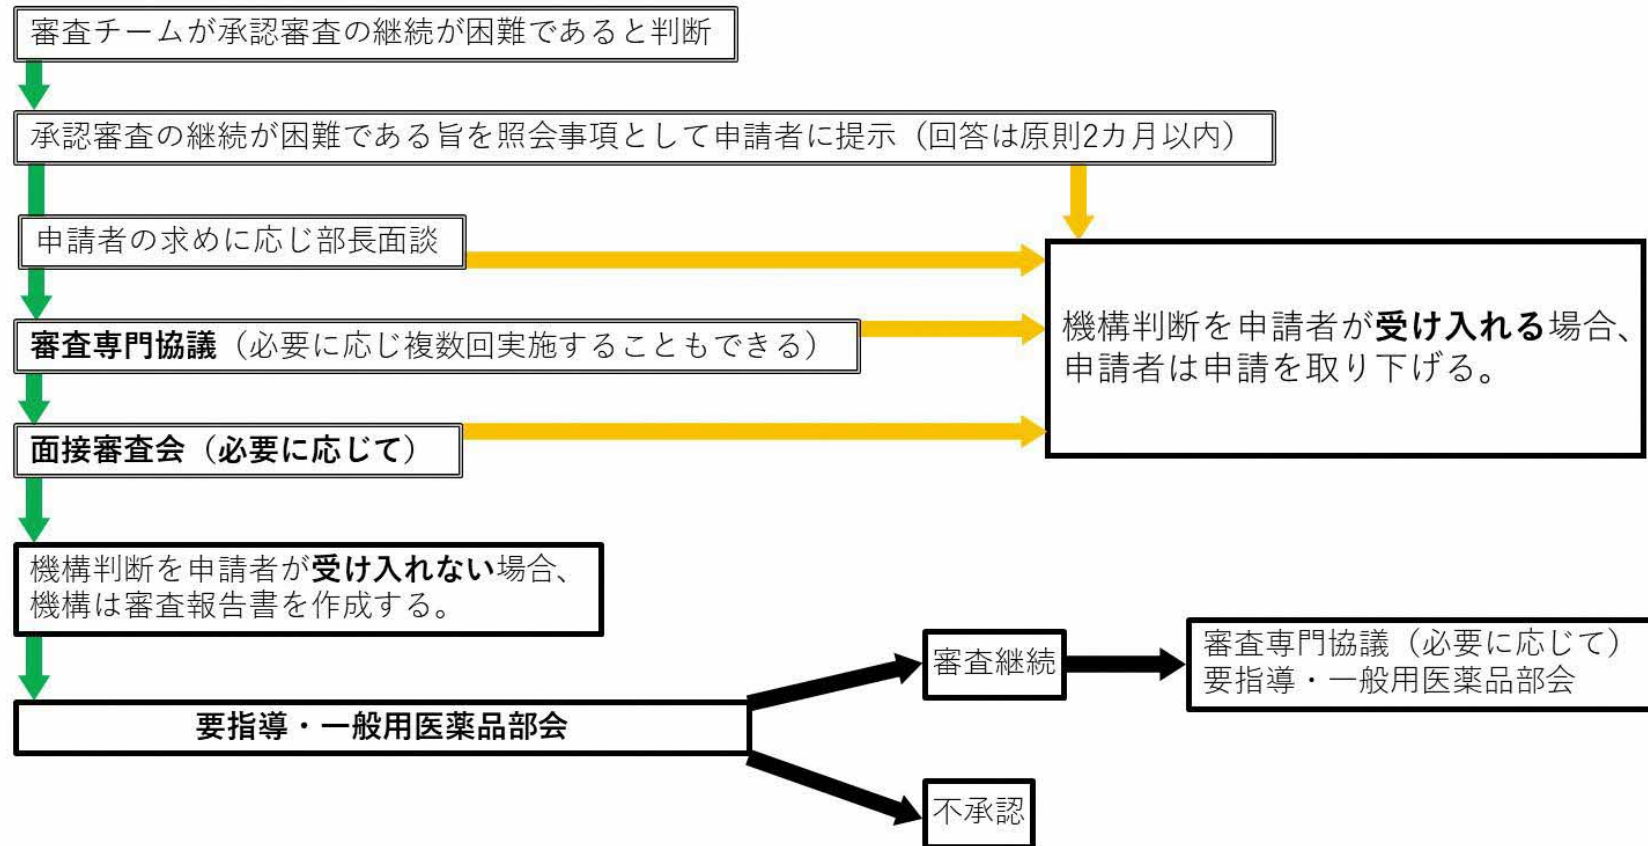 審査チームが承認審査の継続が困難であると判断
承認審査の継続が困難である旨を照会事項として申請者に提示（回答は原則2カ月以内）
申請者の求めに応じ部長面談
審査専門協議（必要に応じ複数回実施することもできる）
機構判断を申請者が受け入れる場合、
申請者は申請を取り下げる。
面接審査会（必要に応じて）
機構判断を申請者が受け入れない場合、
機構は審査報告書を作成する。
審査継続
審査専門協議（必要に応じて）
要指導・一般用医薬品部会
要指導・一般用医薬品部会
不承認